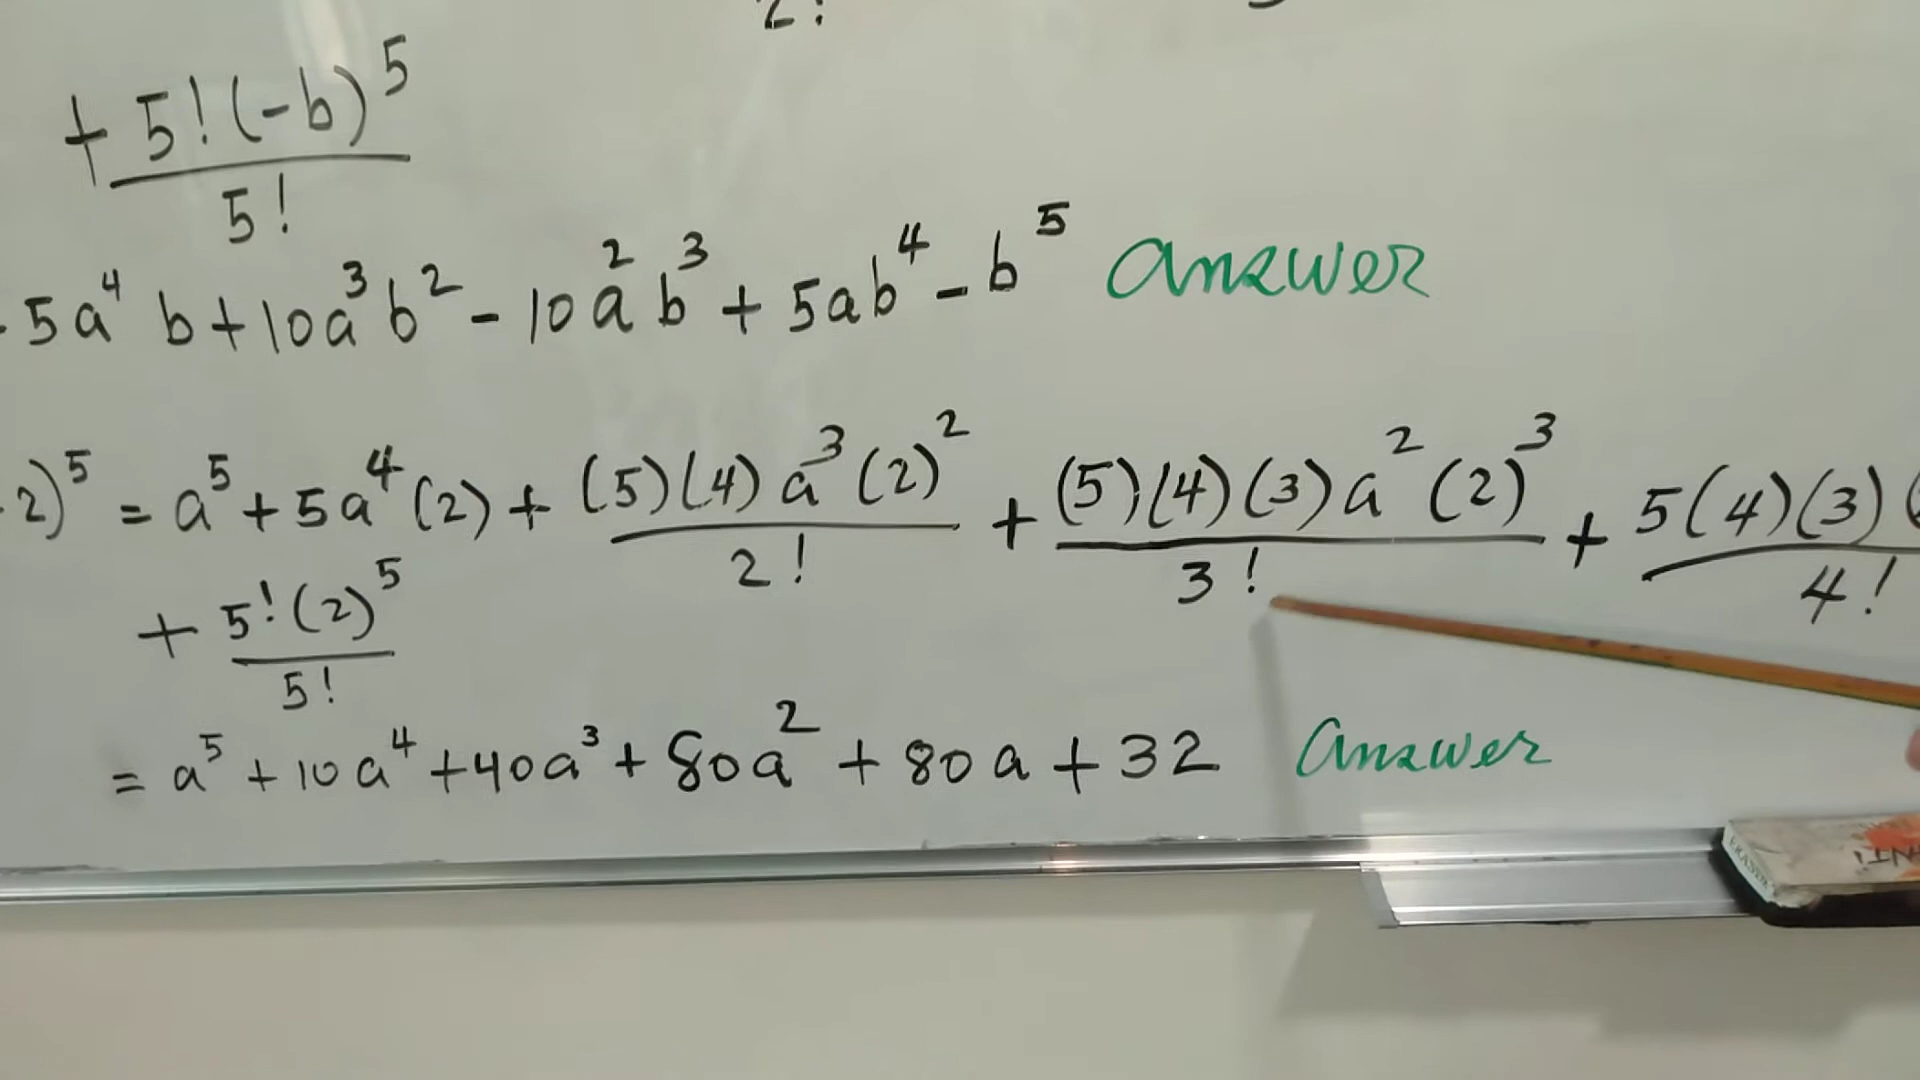 2!
+ 5!(-b)^5
5!
5a^4 b + 10a^3 b^2 - 10a^2 b^3 + 5ab^4 - b^5 Answer
2)^5 = a^5 + 5a^4 (2) + (5)(4) a^3 (2)^2 / 2! + (5)(4)(3) a^2 (2)^3 / 3! + 5(4)(3)( / 4!
+ 5!(2)^5
5!
= a^5 + 10a^4 + 40a^3 + 80a^2 + 80a + 32 Answer